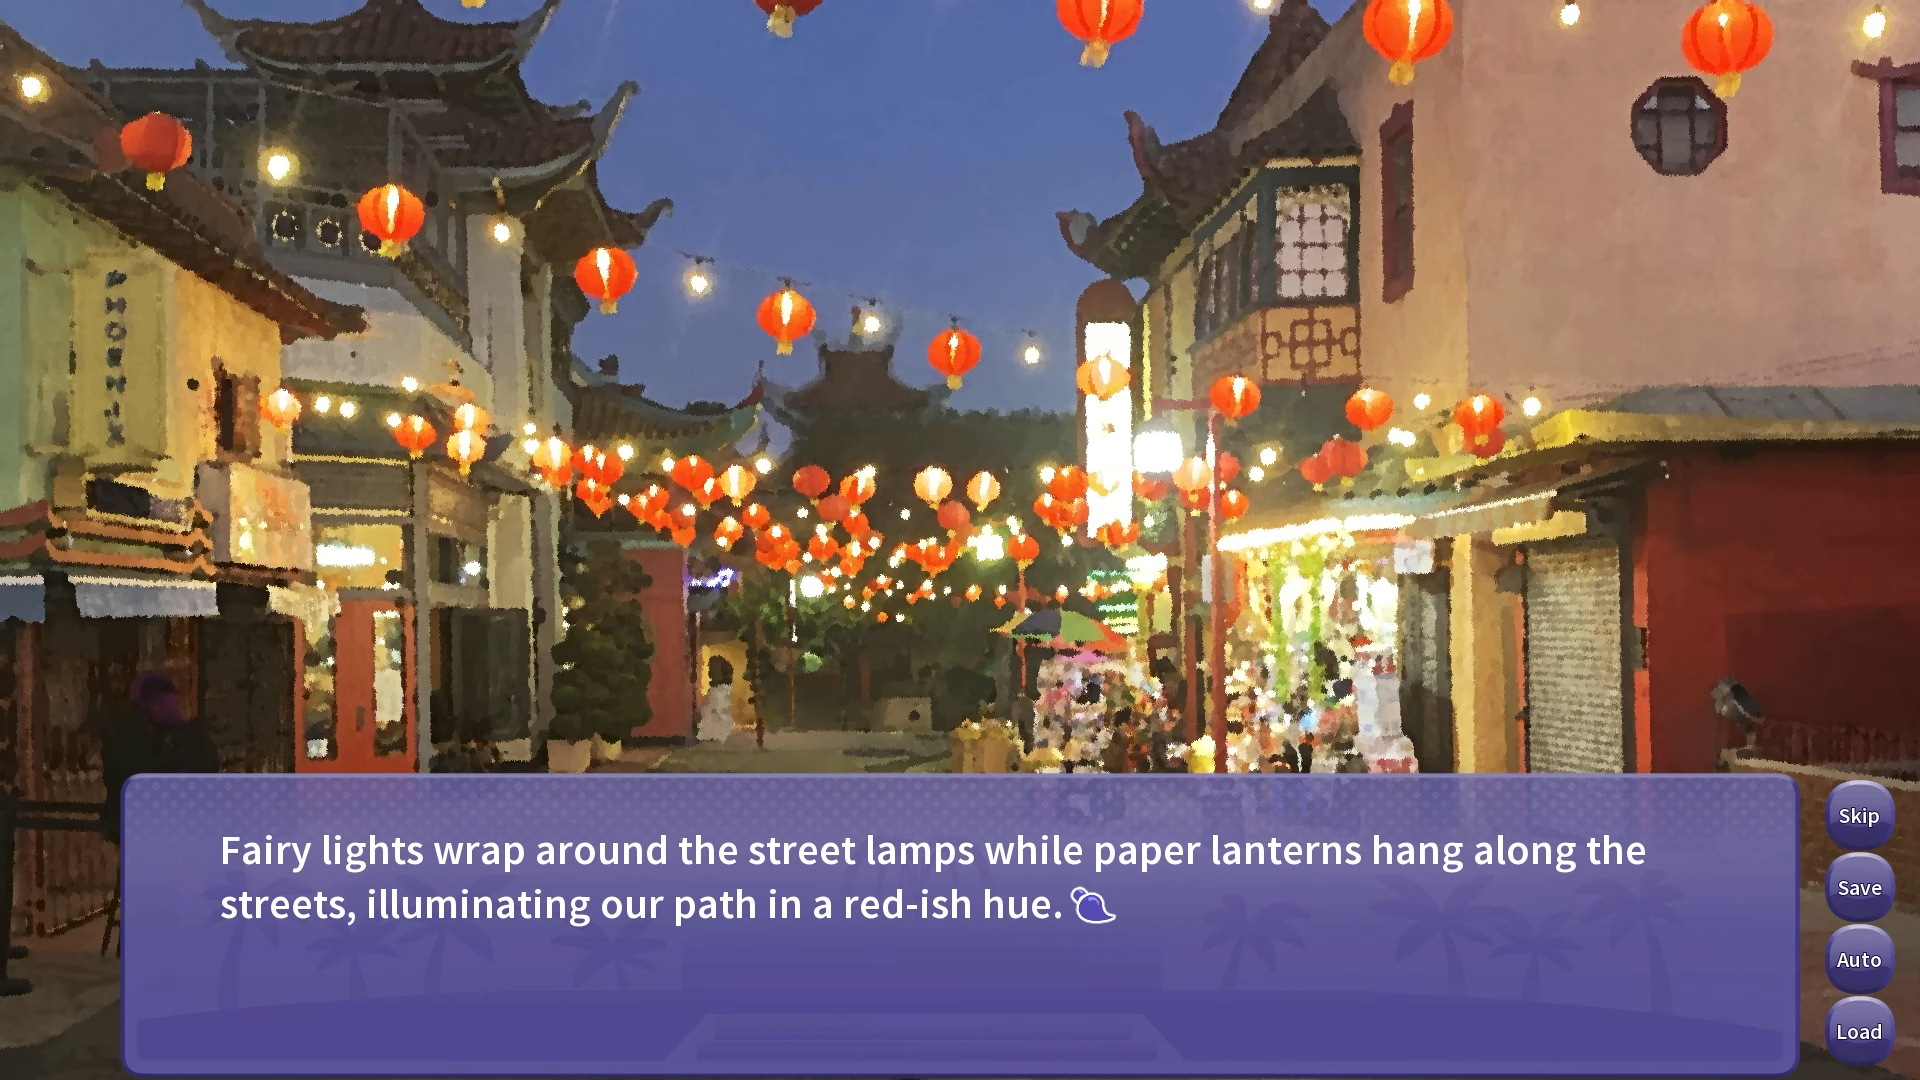 PHOENIX
Fairy lights wrap around the street lamps while paper lanterns hang along the
streets, illuminating our path in a red-ish hue.
Skip
Save
Auto
Load